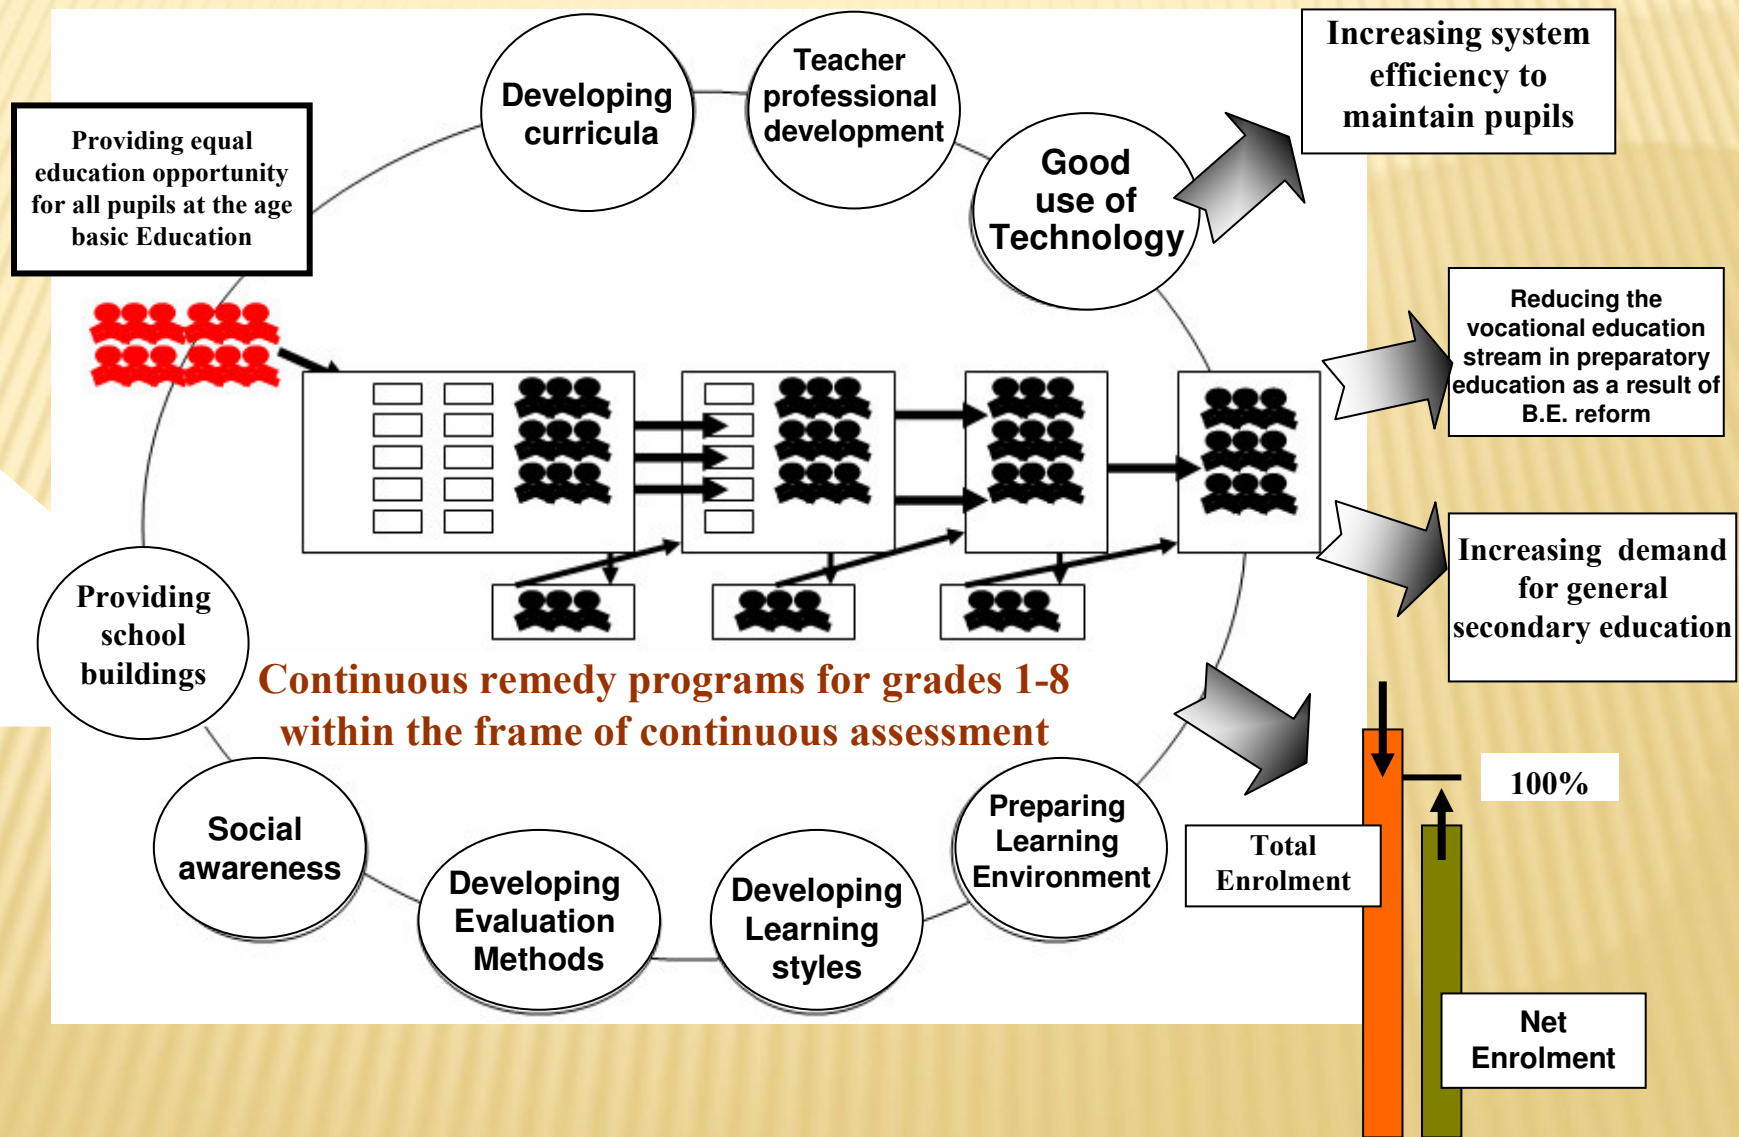 Developing
curricula
Teacher
professional
development
Good
use of
Technology
Increasing system
efficiency to
maintain pupils
Providing equal
education opportunity
for all pupils at the age
basic Education
Reducing the
vocational education
stream in preparatory
education as a result of
B.E. reform
Increasing demand
for general
secondary education
Providing
school
buildings
Continuous remedy programs for grades 1-8
within the frame of continuous assessment
100%
Social
awareness
Developing
Evaluation
Methods
Developing
Learning
styles
Preparing
Learning
Environment
Total
Enrolment
Net
Enrolment